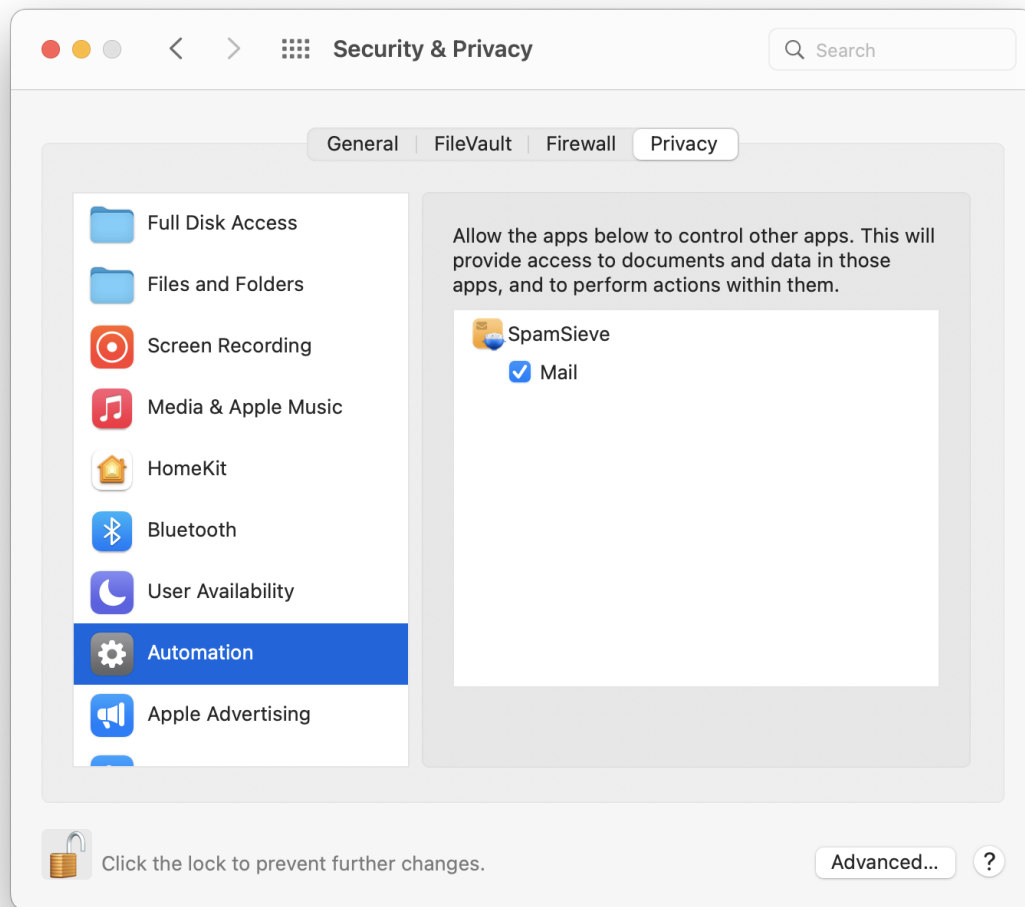 Security & Privacy
Search
General
FileVault
Firewall
Privacy
Full Disk Access
Files and Folders
Screen Recording
Media & Apple Music
HomeKit
Bluetooth
User Availability
Automation
Apple Advertising
Allow the apps below to control other apps. This will
provide access to documents and data in those
apps, and to perform actions within them.
SpamSieve
Mail
Click the lock to prevent further changes.
Advanced...
?